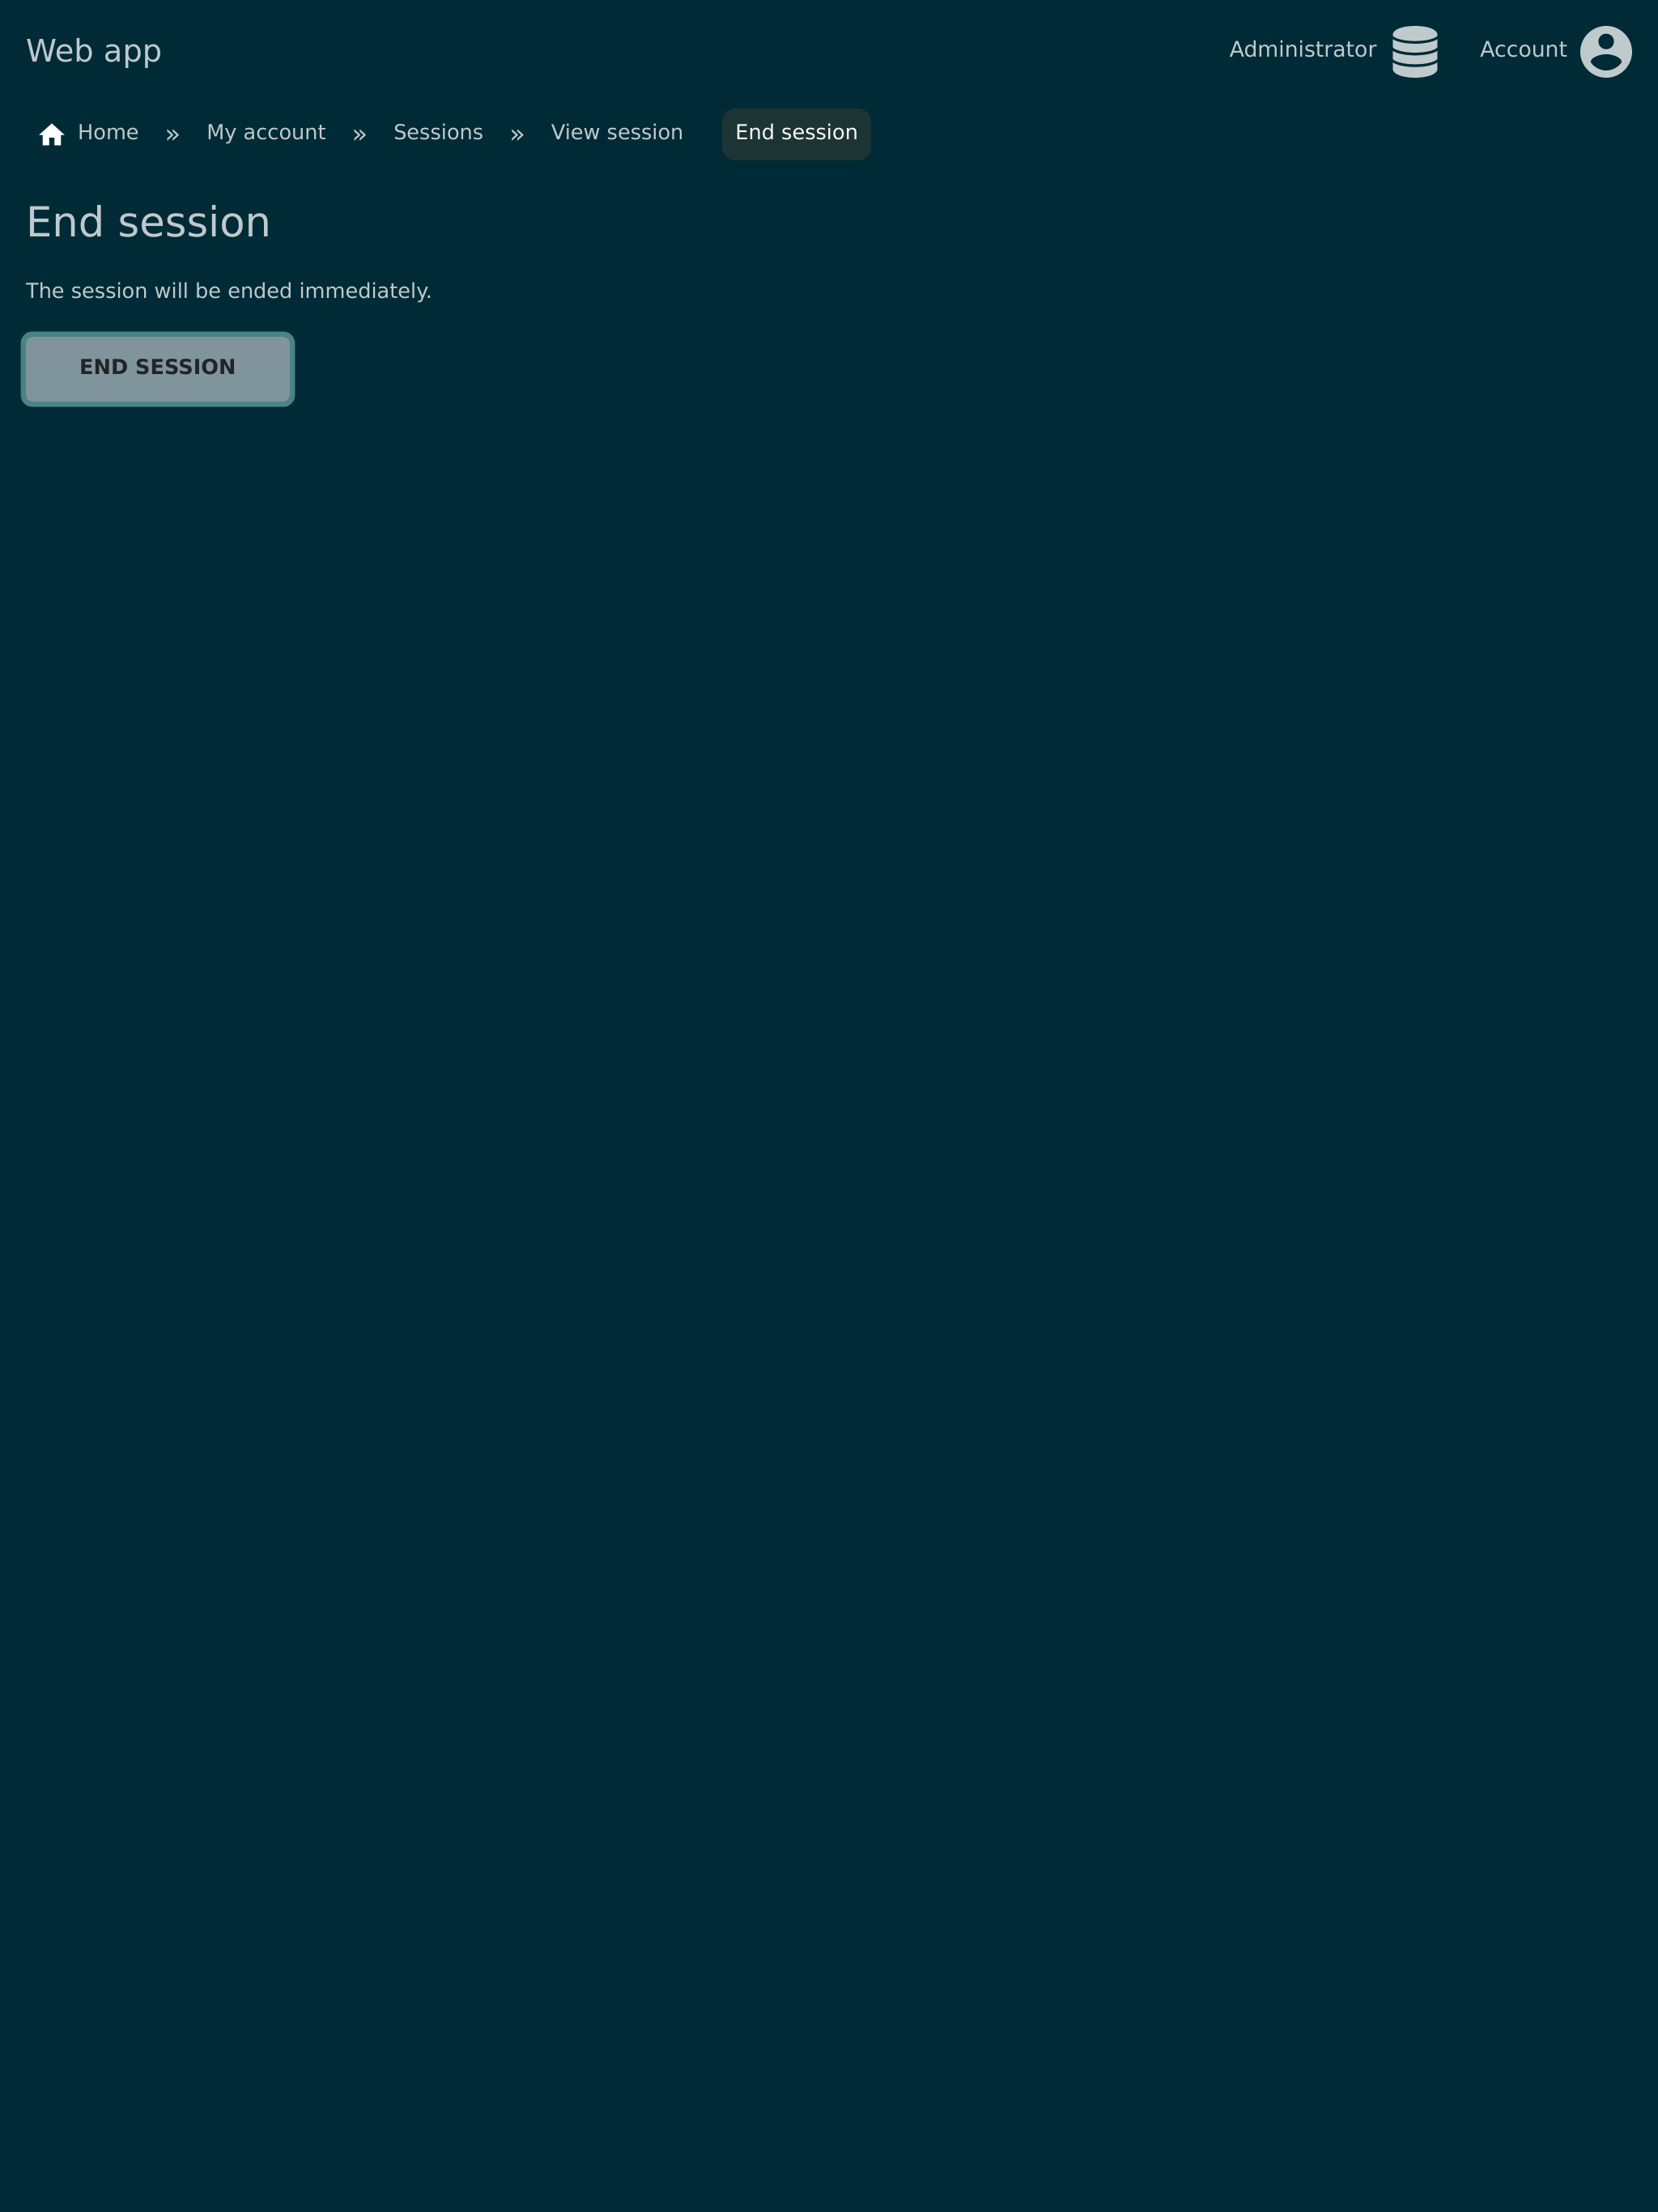 Web app
Administrator
Account
Home » My account » Sessions » View session End session
End session
The session will be ended immediately.
END SESSION